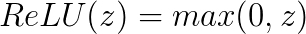 ReLU(z) = max(0, z)